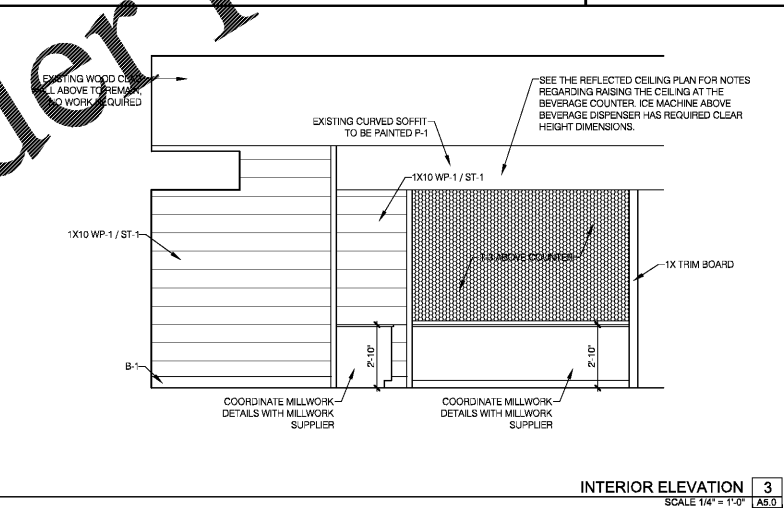 der
EXISTING WOOD CLAD
WALL ABOVE TO REMAIN,
NO WORK REQUIRED
SEE THE REFLECTED CEILING PLAN FOR NOTES
REGARDING RAISING THE CEILING AT THE
BEVERAGE COUNTER. ICE MACHINE ABOVE
BEVERAGE DISPENSER HAS REQUIRED CLEAR
HEIGHT DIMENSIONS.
EXISTING CURVED SOFFIT
TO BE PAINTED P-1
1X10 WP-1 / ST-1
1X10 WP-1 / ST-1
T-3 ABOVE COUNTER
1X TRIM BOARD
2'-10"
2'-10"
B-1
COORDINATE MILLWORK
DETAILS WITH MILLWORK
SUPPLIER
COORDINATE MILLWORK
DETAILS WITH MILLWORK
SUPPLIER
INTERIOR ELEVATION 3
SCALE 1/4" = 1'-0" A5.0